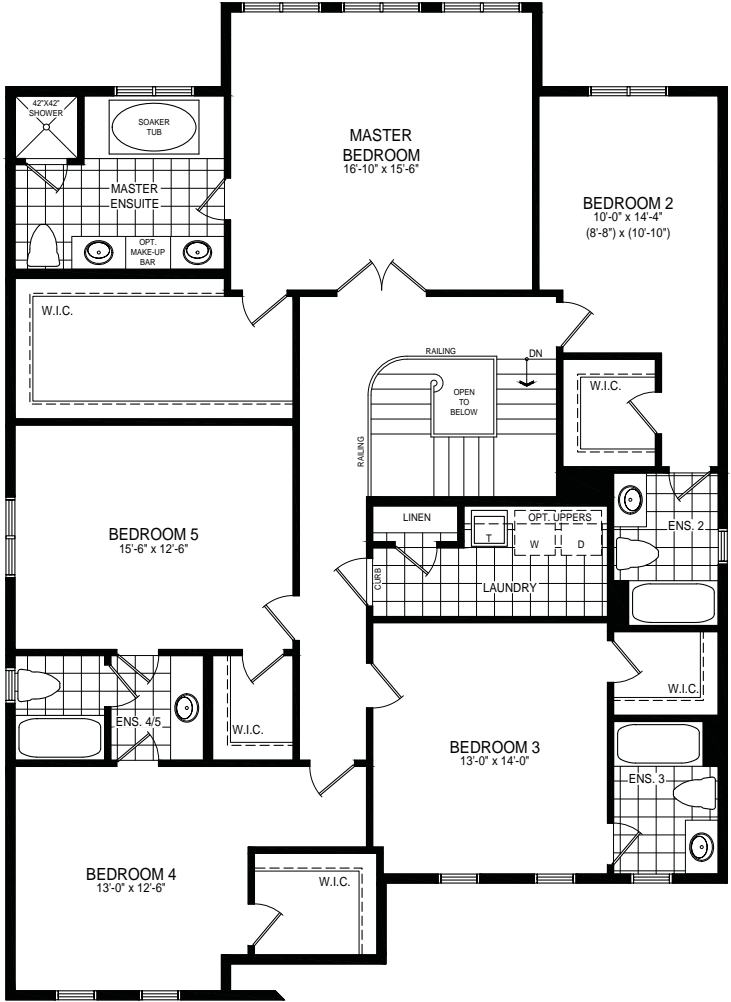 42"X42"
SHOWER
SOAKER
TUB
MASTER
BEDROOM
16'-10" x 15'-6"
MASTER
ENSUITE
BEDROOM 2
10'-0" x 14'-4"
(8'-8") x (10'-10")
OPT.
MAKE-UP
BAR
W.I.C.
RAILING
DN
OPEN
TO
BELOW
W.I.C.
RAILING
LINEN
OPT. UPPERS
T
W
D
ENS. 2
BEDROOM 5
15'-6" x 12'-6"
CURB
LAUNDRY
W.I.C.
ENS. 4/5
W.I.C.
BEDROOM 3
13'-0" x 14'-0"
ENS. 3
BEDROOM 4
13'-0" x 12'-6"
W.I.C.